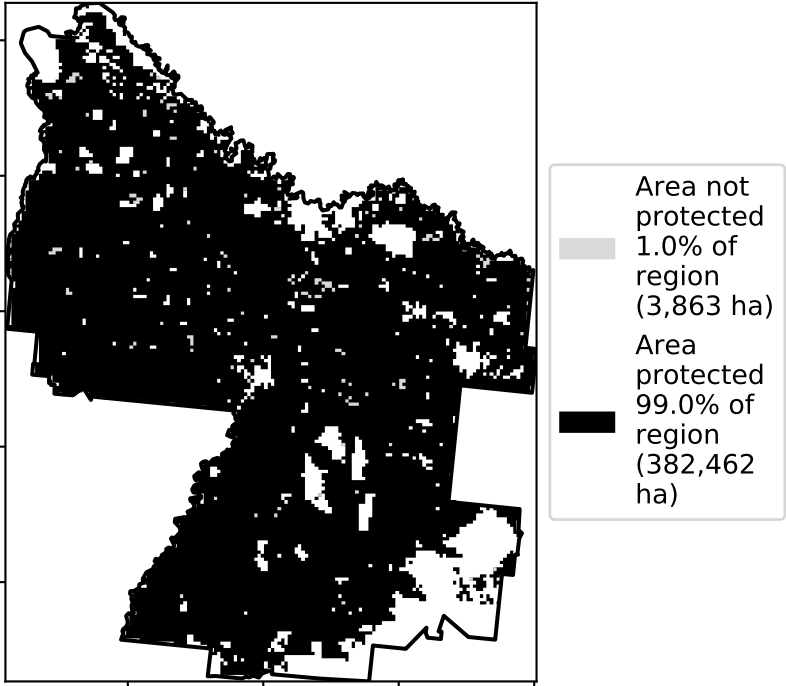 Area not
protected
1.0% of
region
(3,863 ha)
Area
protected
99.0% of
region
(382,462
ha)